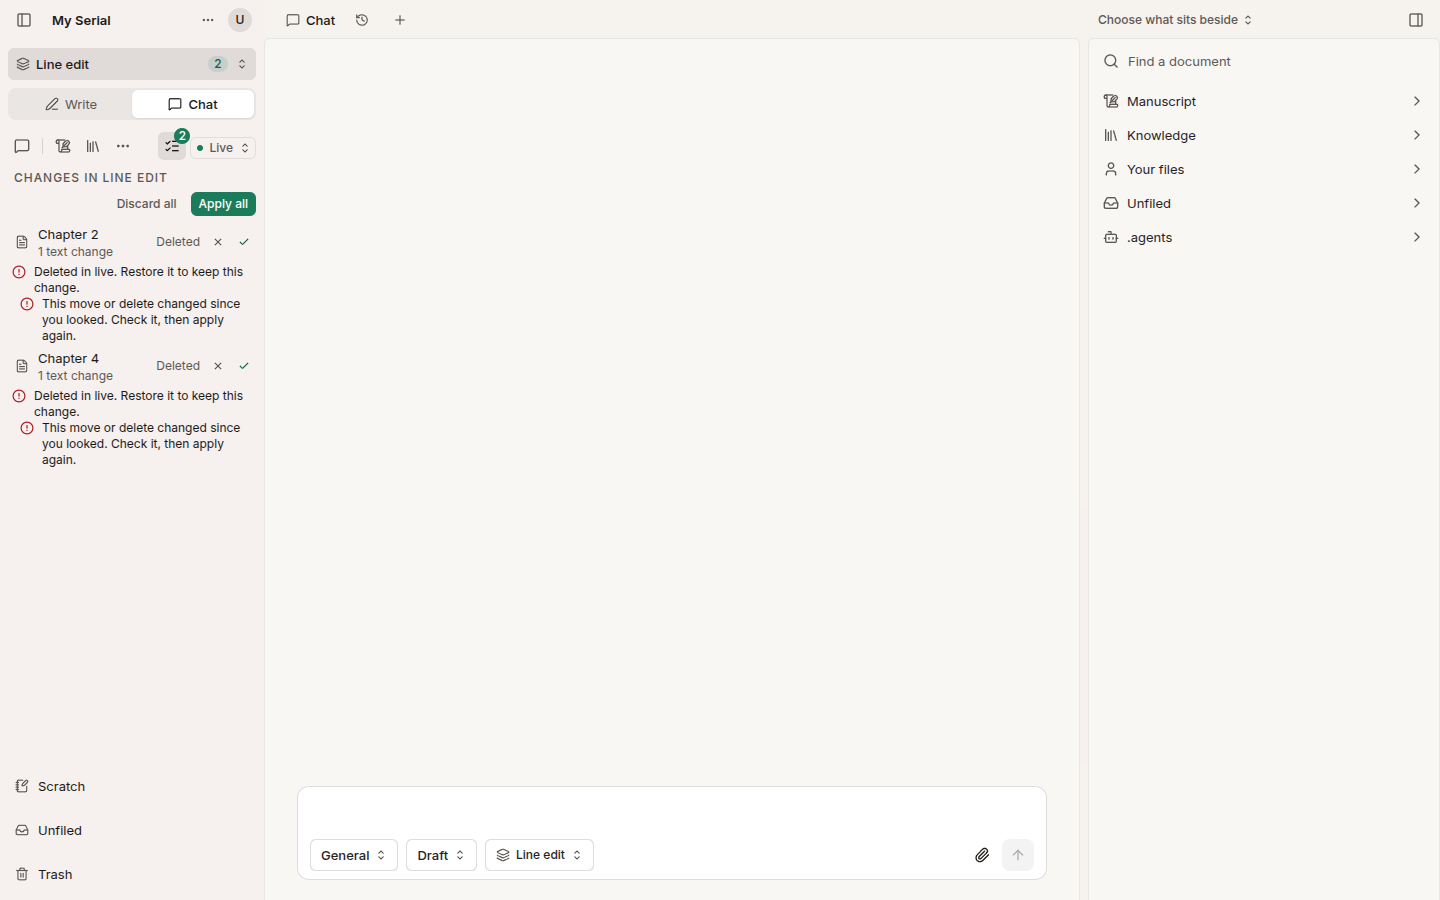 My Serial
U
Chat
Choose what sits beside
Line edit
2
Write
Chat
2
Live
CHANGES IN LINE EDIT
Discard all
Apply all
Chapter 2
1 text change
Deleted
Deleted in live. Restore it to keep this
change.
This move or delete changed since
you looked. Check it, then apply
again.
Chapter 4
1 text change
Deleted
Deleted in live. Restore it to keep this
change.
This move or delete changed since
you looked. Check it, then apply
again.
Scratch
Unfiled
Trash
General
Draft
Line edit
Find a document
Manuscript
Knowledge
Your files
Unfiled
.agents